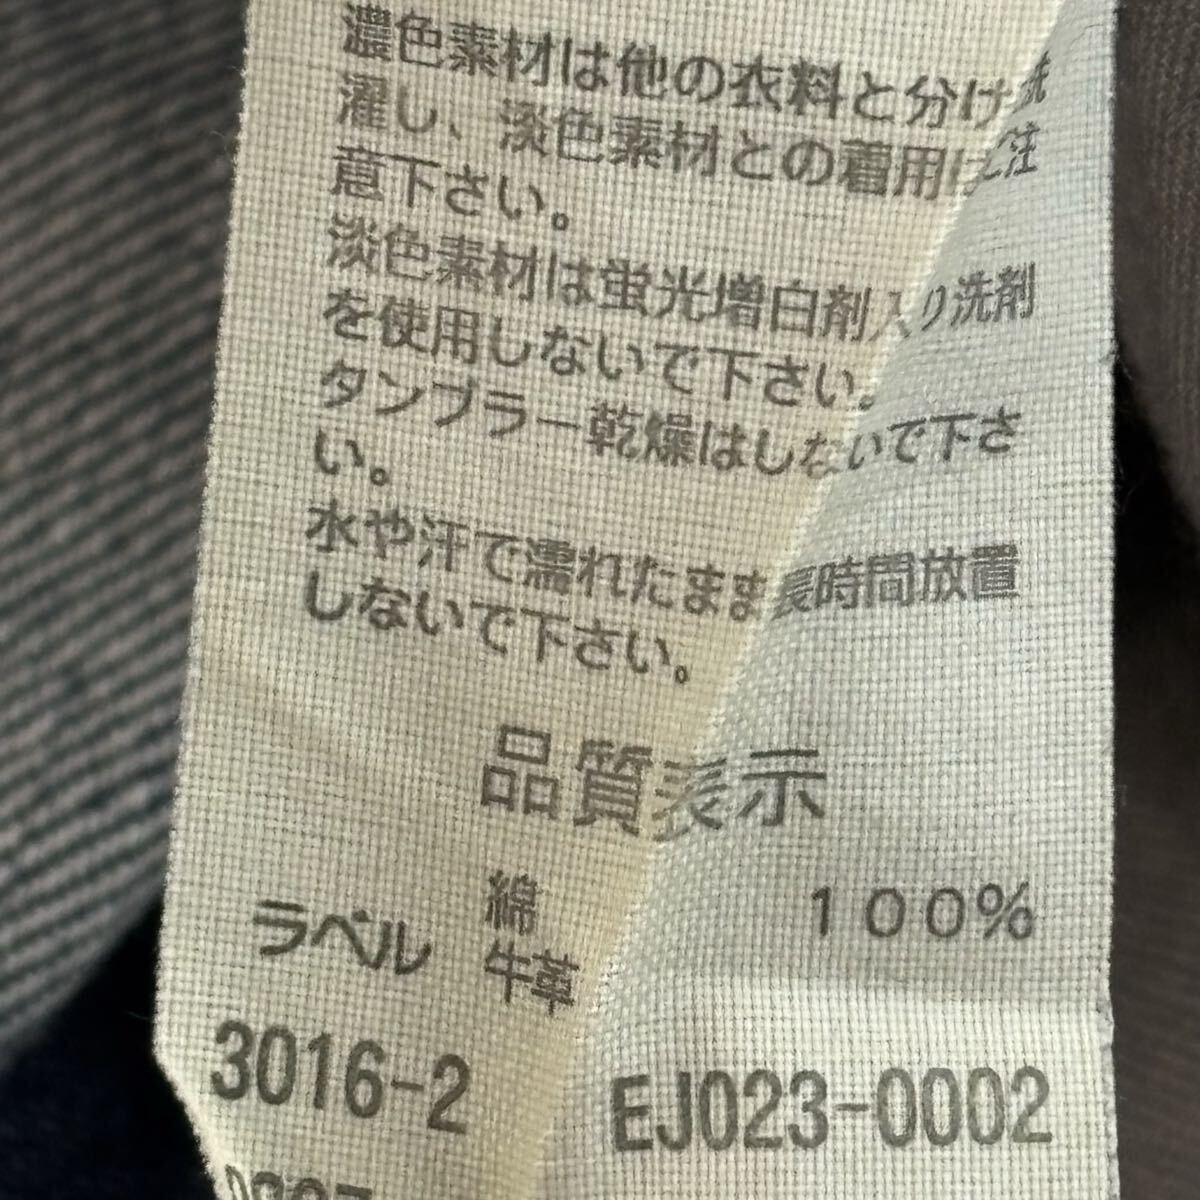 濃色素材は他の衣料と分け洗
濯し、淡色素材との着用はご注
意下さい。
淡色素材は蛍光増白剤入り洗剤
を使用しないで下さい。
タンブラー乾燥はしないで下さ
い。
水や汗で濡れたまま長時間放置
しないで下さい。
品質表示
綿 100%
ラベル 牛革
3016-2 EJ023-0002